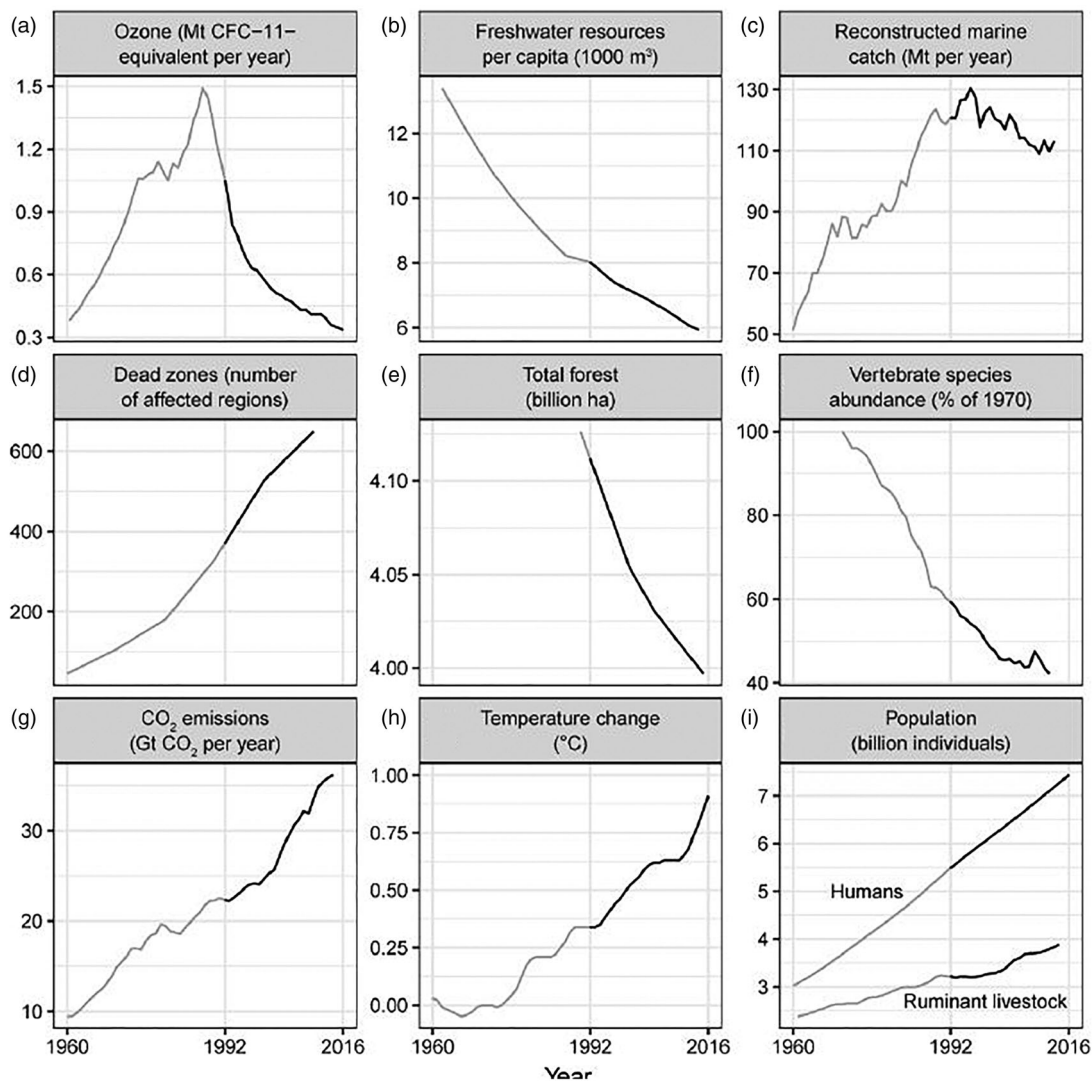 (a)
Ozone (Mt CFC–11–
equivalent per year)
1.5
1.2
0.9
0.6
0.3
(b)
Freshwater resources
per capita (1000 m³)
12
10
8
6
(c)
Reconstructed marine
catch (Mt per year)
130
110
90
70
50
(d)
Dead zones (number
of affected regions)
600
400
200
(e)
Total forest
(billion ha)
4.10
4.05
4.00
(f)
Vertebrate species
abundance (% of 1970)
100
80
60
40
(g)
CO₂ emissions
(Gt CO₂ per year)
30
20
10
1960 1992 2016
(h)
Temperature change
(°C)
1.00
0.75
0.50
0.25
0.00
1960 1992 2016
(i)
Population
(billion individuals)
7
6
5
4
3
Humans
Ruminant livestock
1960 1992 2016
Year